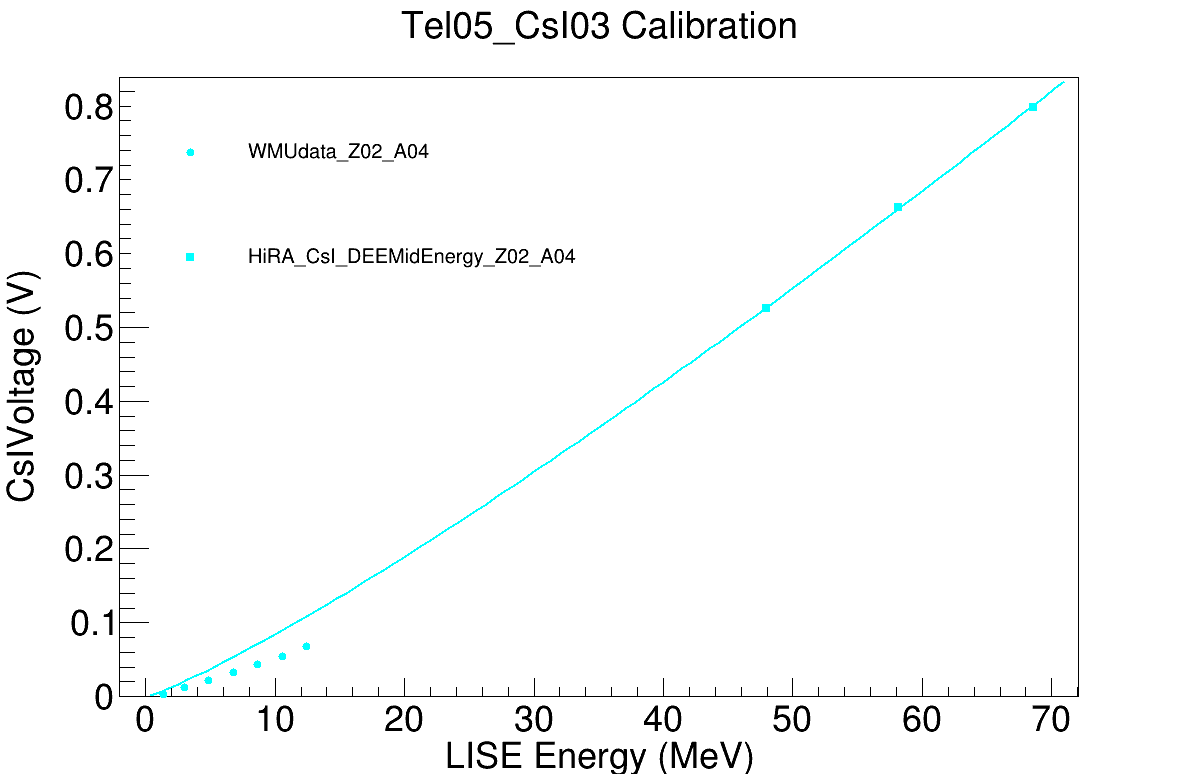 Tel05_CsI03 Calibration
CsIVoltage (V)
0.8
0.7
0.6
0.5
0.4
0.3
0.2
0.1
0
WMUdata_Z02_A04
HiRA_CsI_DEEMidEnergy_Z02_A04
0 10 20 30 40 50 60 70
LISE Energy (MeV)